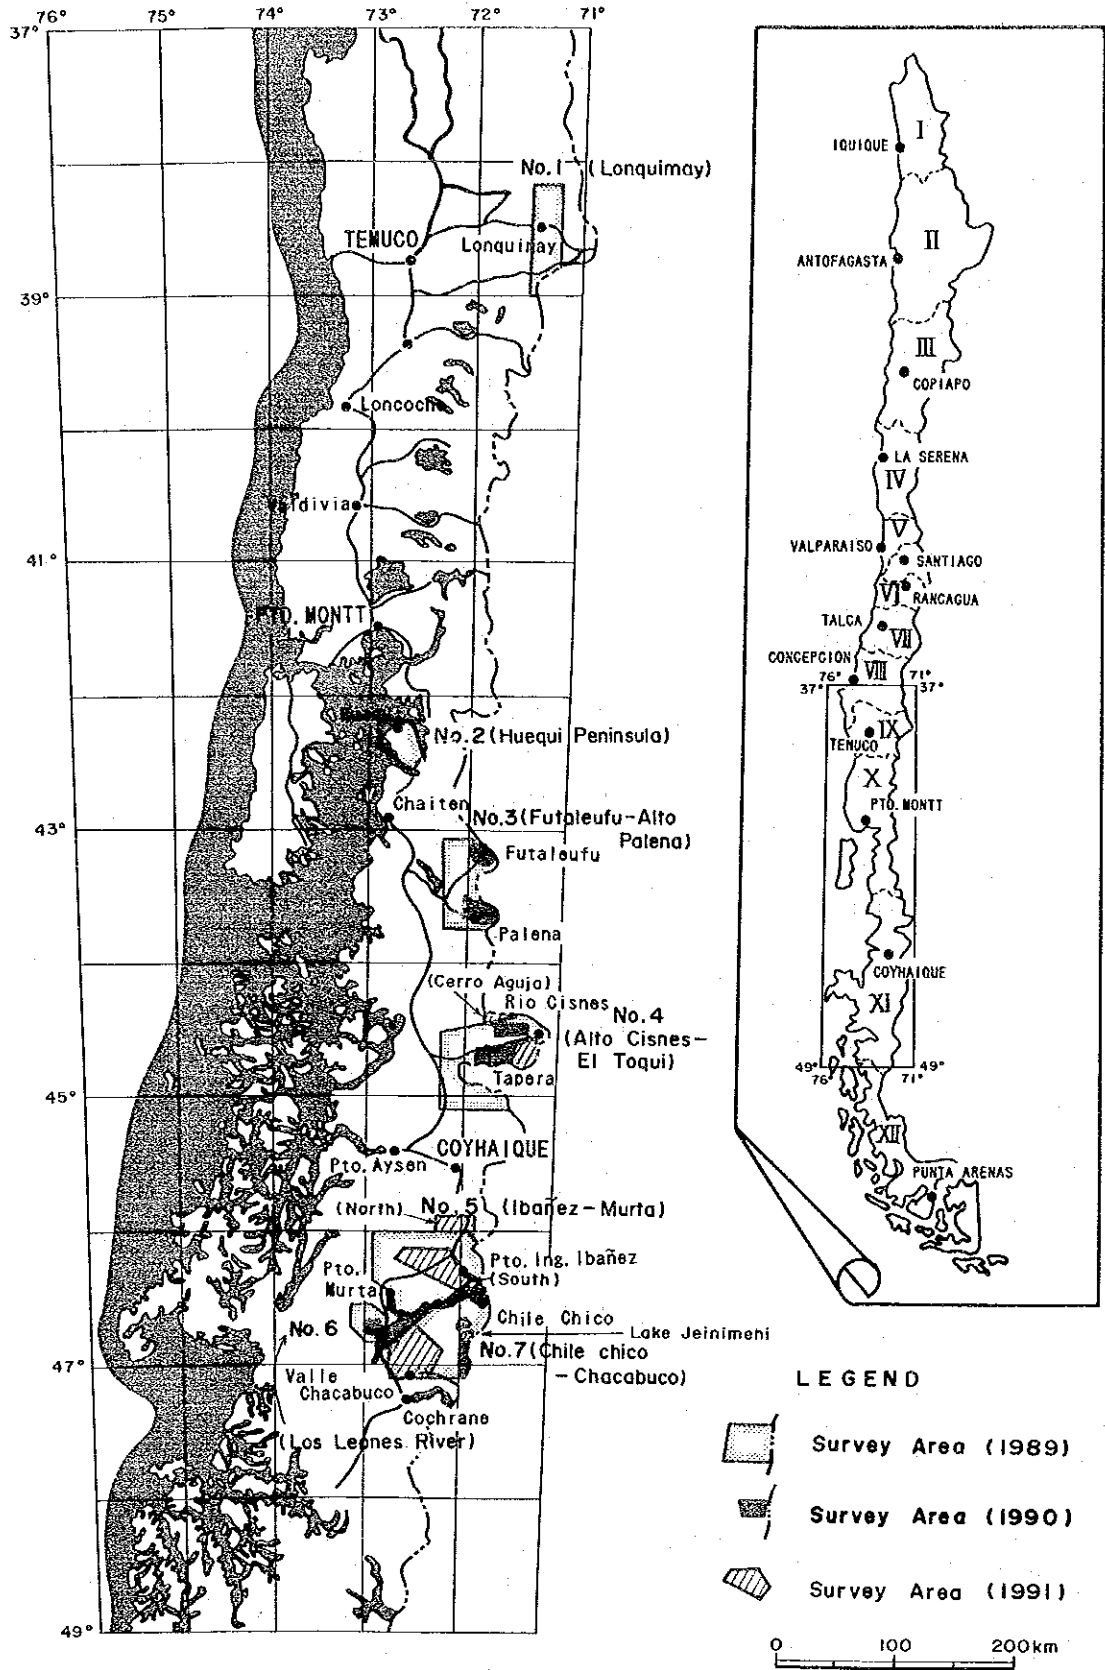 76° 75° 74° 73° 72° 71°
37°
No.1 (Lonquimay)
TEMUCO
Lonquimay
39°
Loncoche
Valdivia
41°
PTO. MONTT
No.2 (Huequi Peninsula)
Chaiten
No.3 (Futaleufu-Alto
Palena)
43°
Futaleufu
Palena
(Cerro Aguja)
Rio Cisnes
No.4
(Alto Cisnes-
El Toqui)
Tapera
45°
COYHAIQUE
Pto. Aysen
(North)
No. 5 (Ibañez-Murta)
Pto. Ing. Ibañez
(South)
Pto.
Murta
Chile Chico
No.6
Lake Jeinimehi
No.7 (Chile chico
- Chacabuco)
47°
Valle
Chacabuco
Cochrane
(Los Leones River)
49°
I
IQUIQUE
II
ANTOFAGASTA
III
COPIAPO
LA SERENA
IV
V
VALPARAISO
SANTIAGO
VI
RANCAGUA
TALCA
VII
CONCEPCION
VIII
76° 71°
37° 37°
IX
TENUCO
X
PTO. MONTT
COYHAIQUE
XI
49° 49°
76° 71°
XII
PUNTA ARENAS
LEGEND
Survey Area (1989)
Survey Area (1990)
Survey Area (1991)
0 100 200km